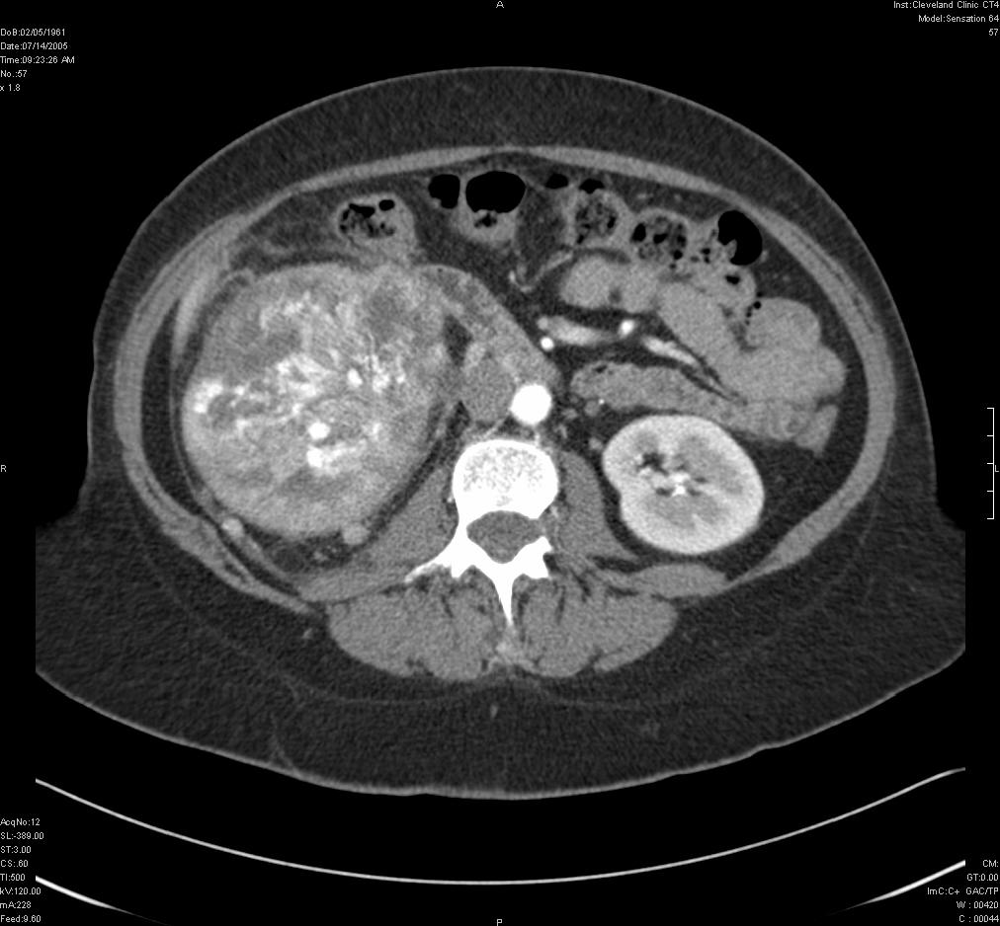 A
Inst:Cleveland Clinic CT4
Model:Sensation 64
57
DoB:02/05/1961
Date:07/14/2005
Time:09:23:26 AM
No.:57
x 1.8
R
L
AcqNo:12
SL:-389.00
ST:3.00
CS:.60
TI:500
kV:120.00
mA:228
Feed:9.60
CM:
GT:0.00
ImC:C+ GAC/TP
W : 00420
C : 00044
P